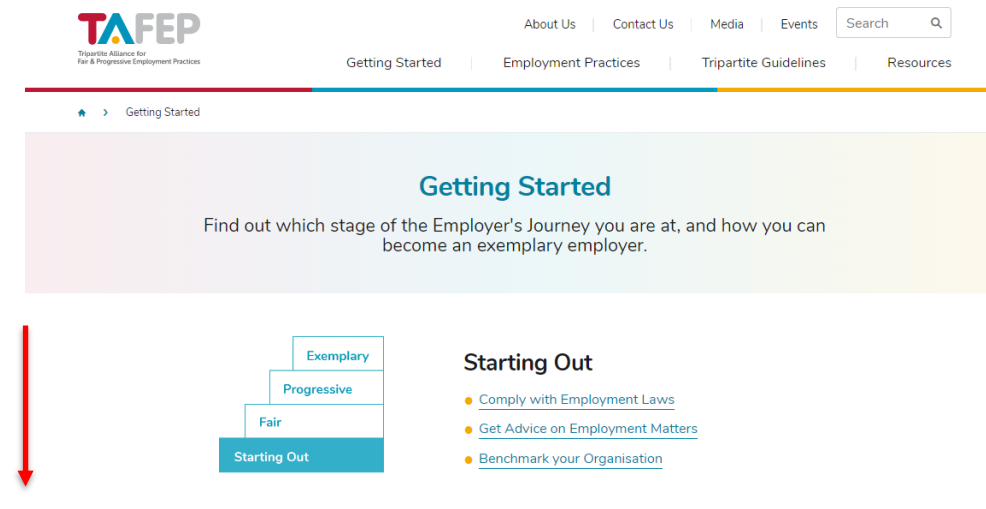 TAFEP
Tripartite Alliance for
Fair & Progressive Employment Practices
About Us
Contact Us
Media
Events
Search
Getting Started
Employment Practices
Tripartite Guidelines
Resources
Getting Started
Getting Started
Find out which stage of the Employer's Journey you are at, and how you can
become an exemplary employer.
Exemplary
Progressive
Fair
Starting Out
Starting Out
Comply with Employment Laws
Get Advice on Employment Matters
Benchmark your Organisation